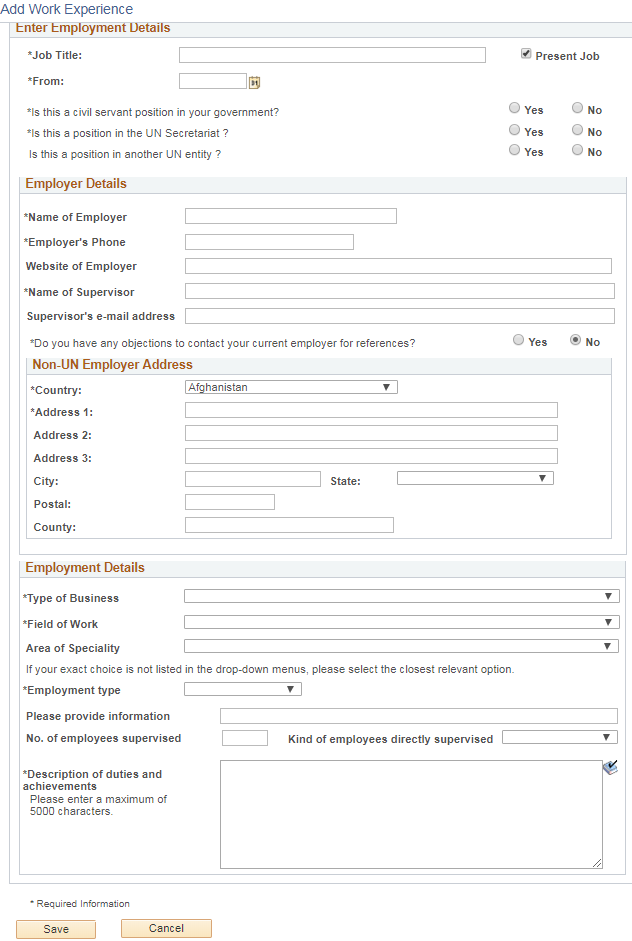 Add Work Experience
Enter Employment Details
*Job Title:
Present Job
*From:
*Is this a civil servant position in your government?
Yes No
*Is this a position in the UN Secretariat ?
Yes No
Is this a position in another UN entity ?
Yes No
Employer Details
*Name of Employer
*Employer's Phone
Website of Employer
*Name of Supervisor
Supervisor's e-mail address
*Do you have any objections to contact your current employer for references?
Yes No
Non-UN Employer Address
*Country: Afghanistan
*Address 1:
Address 2:
Address 3:
City: State:
Postal:
County:
Employment Details
*Type of Business
*Field of Work
Area of Speciality
If your exact choice is not listed in the drop-down menus, please select the closest relevant option.
*Employment type
Please provide information
No. of employees supervised Kind of employees directly supervised
*Description of duties and
achievements
Please enter a maximum of
5000 characters.
* Required Information
Save Cancel